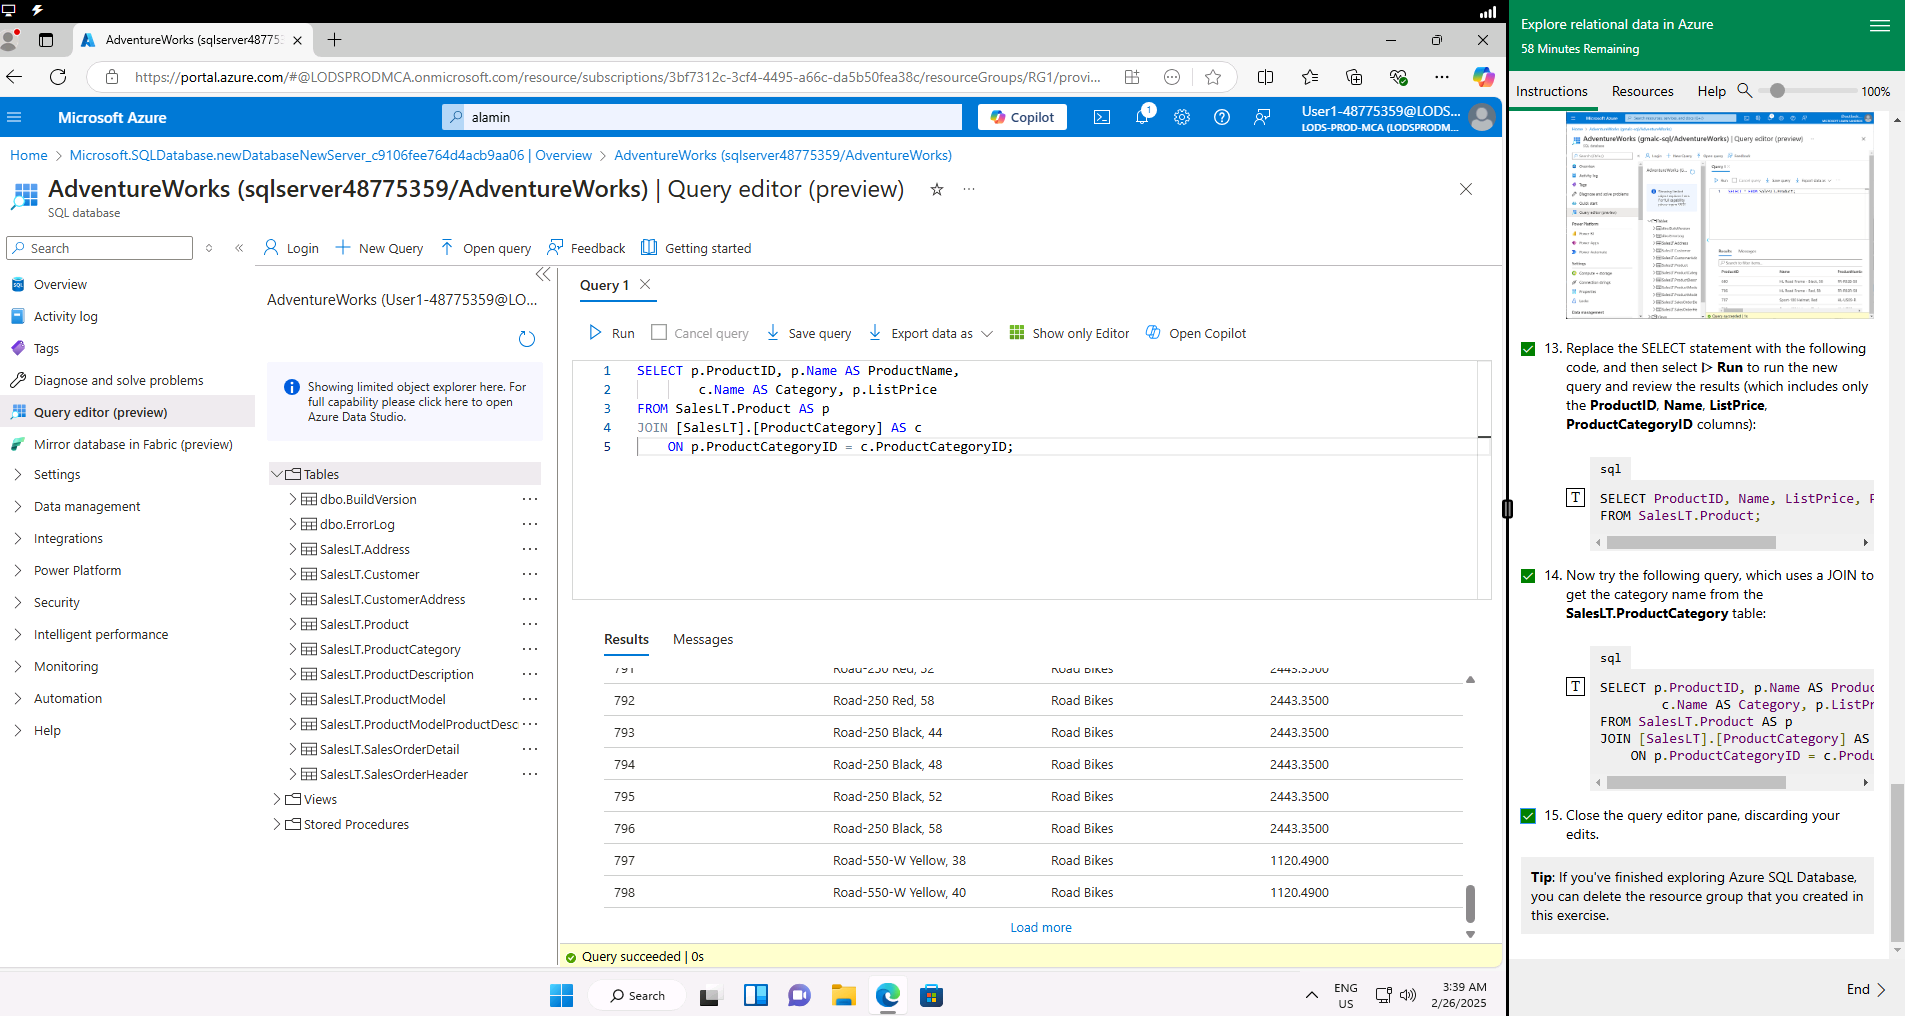 AdventureWorks (sqlserver48775
https://portal.azure.com/#@LODSPRODMCA.onmicrosoft.com/resource/subscriptions/3bf7312c-3cf4-4495-a66c-da5b50fea38c/resourceGroups/RG1/provi...
Microsoft Azure
alamin
Copilot
1
User1-48775359@LODS...
LODS-PROD-MCA (LODSPRODM...
Home > Microsoft.SQLDatabase.newDatabaseNewServer_c9106fee764d4acb9aa06 | Overview > AdventureWorks (sqlserver48775359/AdventureWorks)
AdventureWorks (sqlserver48775359/AdventureWorks) | Query editor (preview)
SQL database
Search
Overview
Activity log
Tags
Diagnose and solve problems
Query editor (preview)
Mirror database in Fabric (preview)
Settings
Data management
Integrations
Power Platform
Security
Intelligent performance
Monitoring
Automation
Help
Login
New Query
Open query
Feedback
Getting started
AdventureWorks (User1-48775359@LO...
Showing limited object explorer here. For
full capability please click here to open
Azure Data Studio.
Tables
dbo.BuildVersion
dbo.ErrorLog
SalesLT.Address
SalesLT.Customer
SalesLT.CustomerAddress
SalesLT.Product
SalesLT.ProductCategory
SalesLT.ProductDescription
SalesLT.ProductModel
SalesLT.ProductModelProductDesc
SalesLT.SalesOrderDetail
SalesLT.SalesOrderHeader
Views
Stored Procedures
Query 1
Run
Cancel query
Save query
Export data as
Show only Editor
Open Copilot
1 SELECT p.ProductID, p.Name AS ProductName,
2 c.Name AS Category, p.ListPrice
3 FROM SalesLT.Product AS p
4 JOIN [SalesLT].[ProductCategory] AS c
5 ON p.ProductCategoryID = c.ProductCategoryID;
Results
Messages
791 Road-250 Red, 52 Road Bikes 2443.3500
792 Road-250 Red, 58 Road Bikes 2443.3500
793 Road-250 Black, 44 Road Bikes 2443.3500
794 Road-250 Black, 48 Road Bikes 2443.3500
795 Road-250 Black, 52 Road Bikes 2443.3500
796 Road-250 Black, 58 Road Bikes 2443.3500
797 Road-550-W Yellow, 38 Road Bikes 1120.4900
798 Road-550-W Yellow, 40 Road Bikes 1120.4900
Load more
Query succeeded | 0s
Search
ENG
US
3:39 AM
2/26/2025
Explore relational data in Azure
58 Minutes Remaining
Instructions
Resources
Help
100%
13. Replace the SELECT statement with the following
code, and then select |> Run to run the new
query and review the results (which includes only
the ProductID, Name, ListPrice,
ProductCategoryID columns):
sql
T
SELECT ProductID, Name, ListPrice, P
FROM SalesLT.Product;
14. Now try the following query, which uses a JOIN to
get the category name from the
SalesLT.ProductCategory table:
sql
T
SELECT p.ProductID, p.Name AS Produc
c.Name AS Category, p.ListPr
FROM SalesLT.Product AS p
JOIN [SalesLT].[ProductCategory] AS
ON p.ProductCategoryID = c.Produ
15. Close the query editor pane, discarding your
edits.
Tip: If you've finished exploring Azure SQL Database,
you can delete the resource group that you created in
this exercise.
End